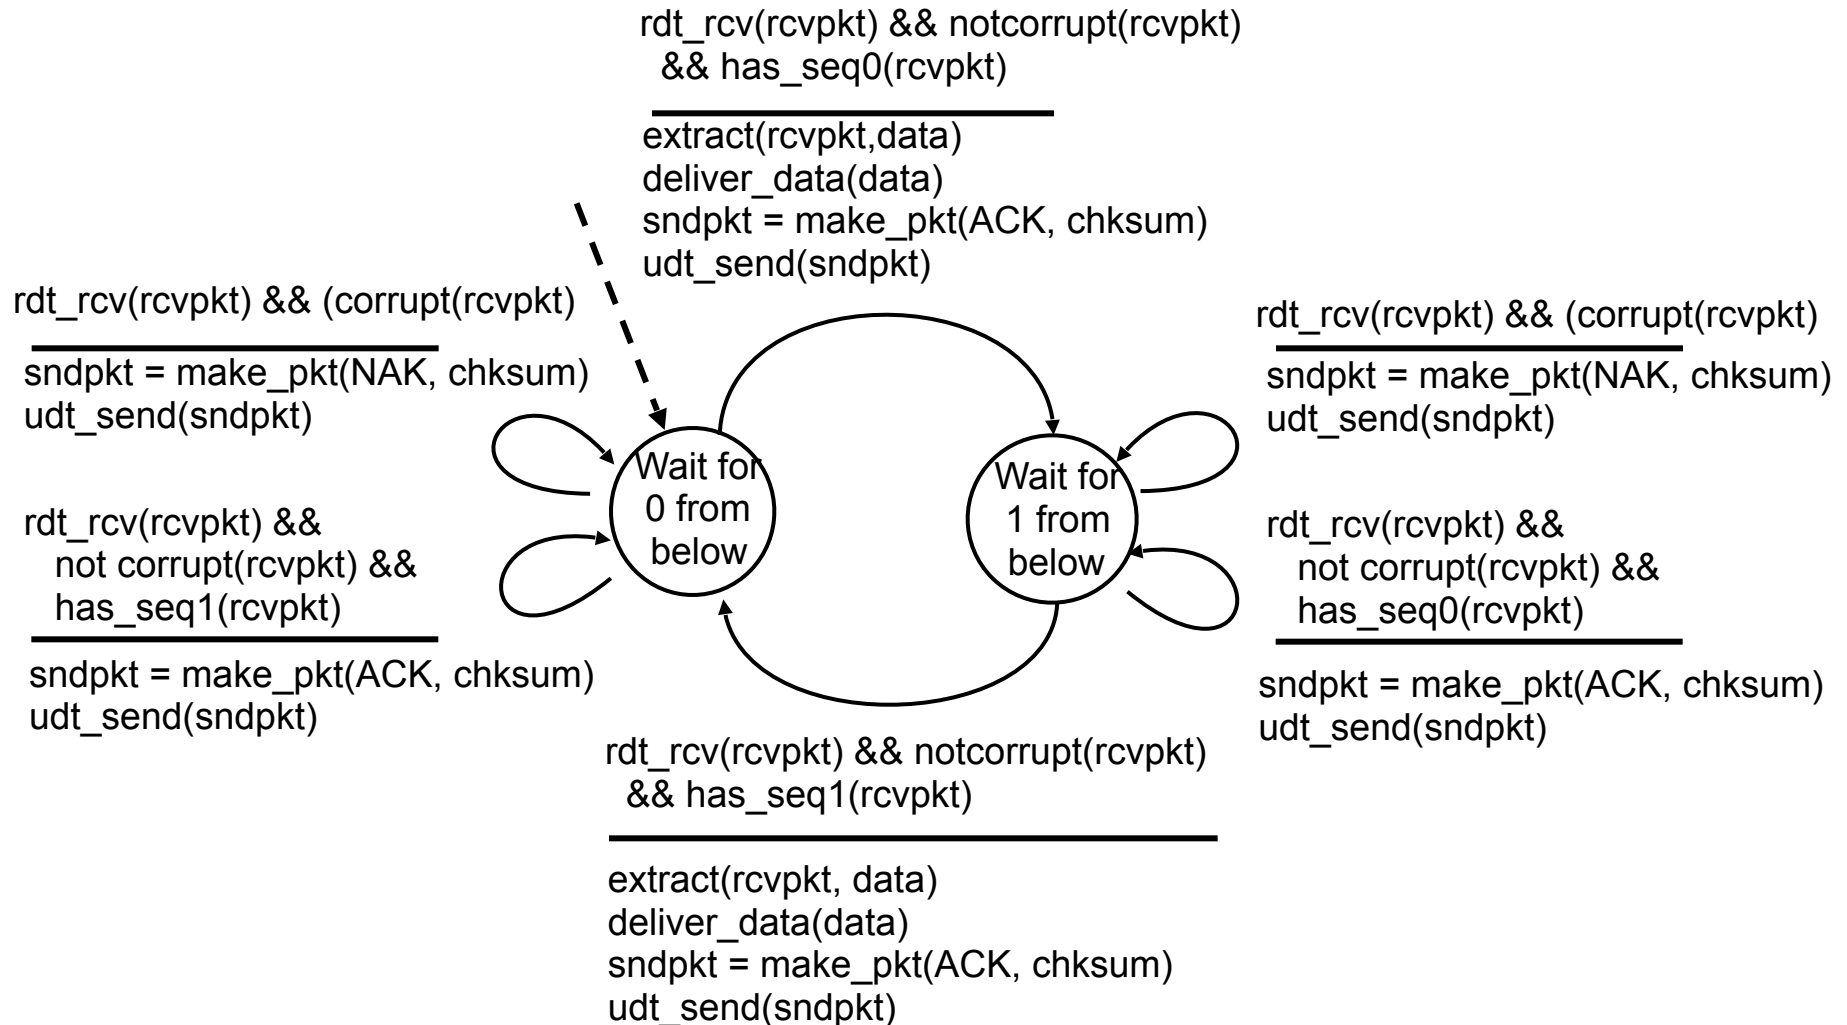 rdt_rcv(rcvpkt) && notcorrupt(rcvpkt)
&& has_seq0(rcvpkt)
extract(rcvpkt,data)
deliver_data(data)
sndpkt = make_pkt(ACK, chksum)
udt_send(sndpkt)
rdt_rcv(rcvpkt) && (corrupt(rcvpkt)
sndpkt = make_pkt(NAK, chksum)
udt_send(sndpkt)
rdt_rcv(rcvpkt) &&
not corrupt(rcvpkt) &&
has_seq1(rcvpkt)
sndpkt = make_pkt(ACK, chksum)
udt_send(sndpkt)
Wait for
0 from
below
Wait for
1 from
below
rdt_rcv(rcvpkt) && (corrupt(rcvpkt)
sndpkt = make_pkt(NAK, chksum)
udt_send(sndpkt)
rdt_rcv(rcvpkt) &&
not corrupt(rcvpkt) &&
has_seq0(rcvpkt)
sndpkt = make_pkt(ACK, chksum)
udt_send(sndpkt)
rdt_rcv(rcvpkt) && notcorrupt(rcvpkt)
&& has_seq1(rcvpkt)
extract(rcvpkt, data)
deliver_data(data)
sndpkt = make_pkt(ACK, chksum)
udt_send(sndpkt)